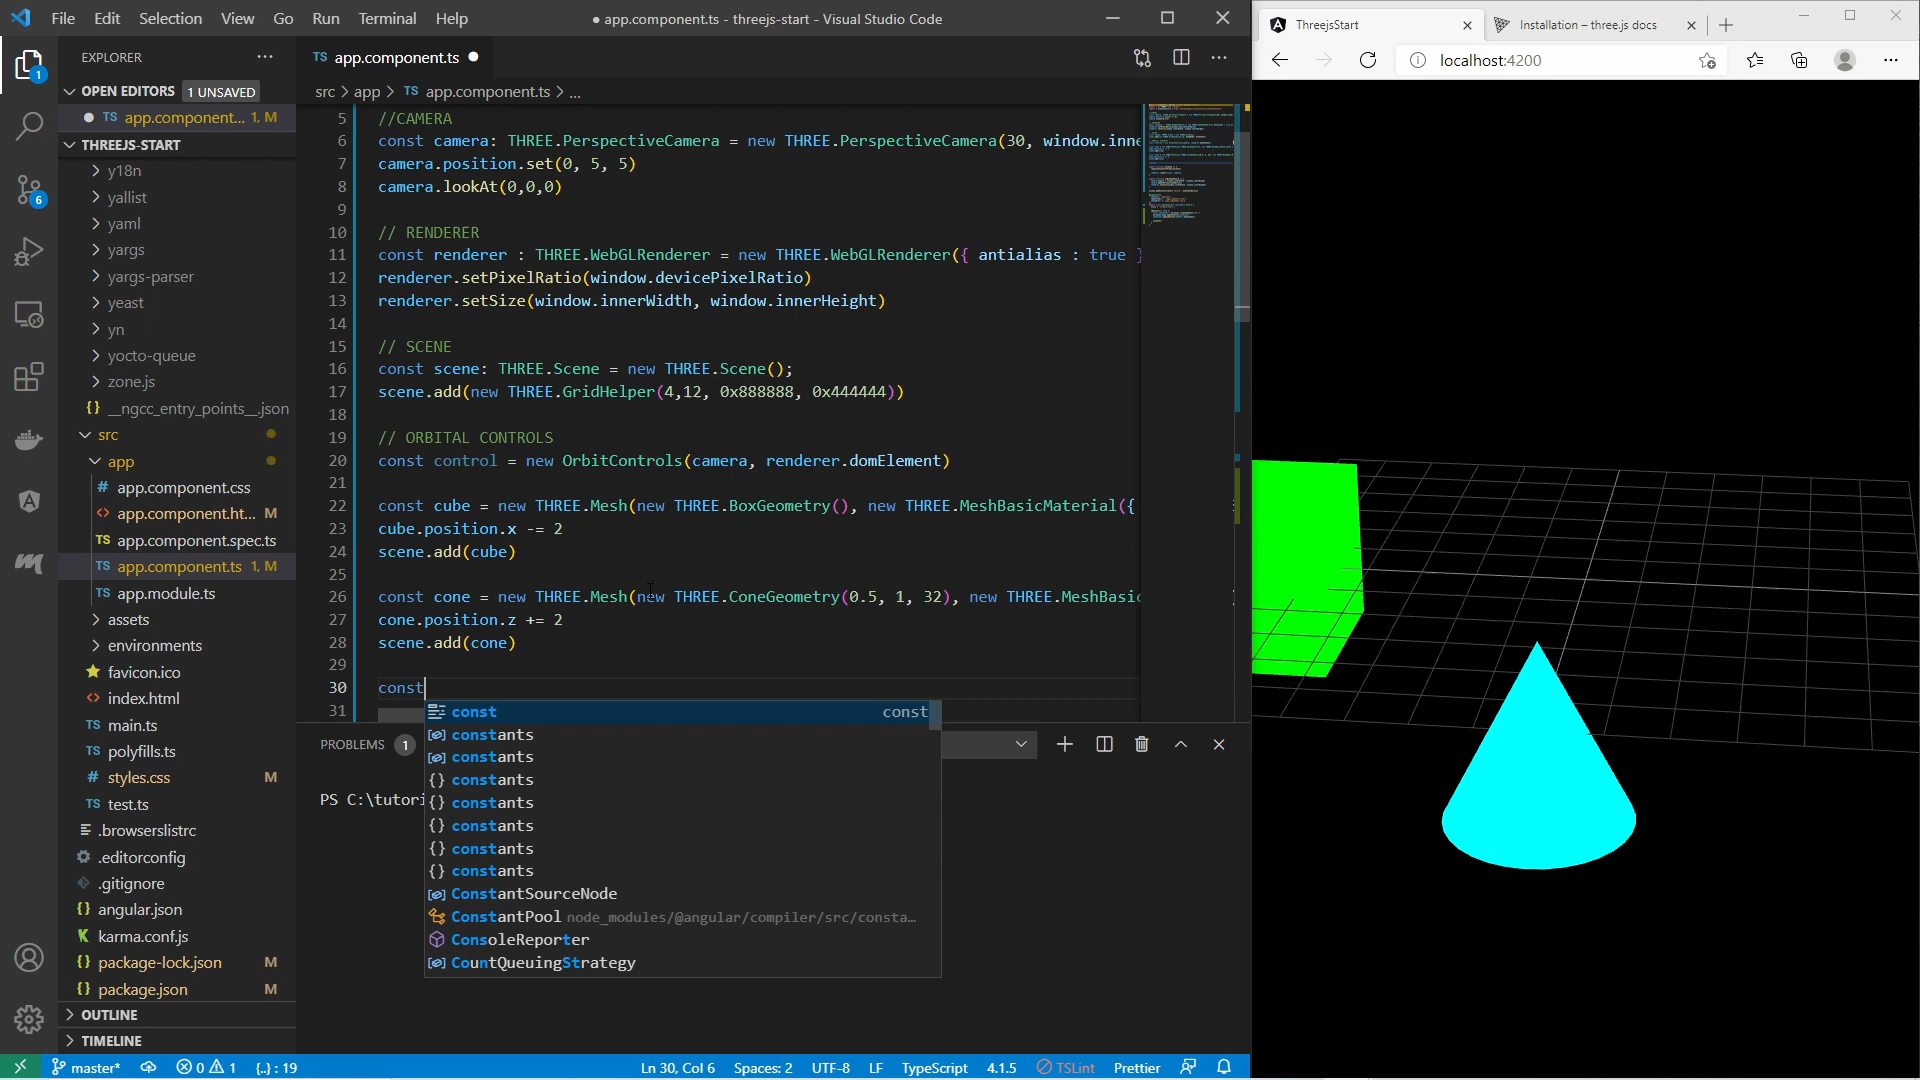 File Edit Selection View Go Run Terminal Help
● app.component.ts - threejs-start - Visual Studio Code
EXPLORER
OPEN EDITORS 1 UNSAVED
TS app.component... 1, M
THREEJS-START
y18n
yallist
yaml
yargs
yargs-parser
yeast
yn
yocto-queue
zone.js
{} __ngcc_entry_points__.json
src
app
# app.component.css
<> app.component.ht... M
TS app.component.spec.ts
TS app.component.ts 1, M
TS app.module.ts
assets
environments
favicon.ico
<> index.html
TS main.ts
TS polyfills.ts
# styles.css M
TS test.ts
.browserslistrc
.editorconfig
.gitignore
{} angular.json
K karma.conf.js
{} package-lock.json M
{} package.json M
OUTLINE
TIMELINE
1
6
TS app.component.ts ●
src > app > TS app.component.ts > ...
5 //CAMERA
6 const camera: THREE.PerspectiveCamera = new THREE.PerspectiveCamera(30, window.inne
7 camera.position.set(0, 5, 5)
8 camera.lookAt(0,0,0)
9
10 // RENDERER
11 const renderer : THREE.WebGLRenderer = new THREE.WebGLRenderer({ antialias : true }
12 renderer.setPixelRatio(window.devicePixelRatio)
13 renderer.setSize(window.innerWidth, window.innerHeight)
14
15 // SCENE
16 const scene: THREE.Scene = new THREE.Scene();
17 scene.add(new THREE.GridHelper(4,12, 0x888888, 0x444444))
18
19 // ORBITAL CONTROLS
20 const control = new OrbitControls(camera, renderer.domElement)
21
22 const cube = new THREE.Mesh(new THREE.BoxGeometry(), new THREE.MeshBasicMaterial({
23 cube.position.x -= 2
24 scene.add(cube)
25
26 const cone = new THREE.Mesh(new THREE.ConeGeometry(0.5, 1, 32), new THREE.MeshBasic
27 cone.position.z += 2
28 scene.add(cone)
29
30 const
31
const const
constants
constants
{} constants
{} constants
{} constants
{} constants
{} constants
ConstantSourceNode
ConstantPool node_modules/@angular/compiler/src/consta...
ConsoleReporter
CountQueuingStrategy
PROBLEMS 1
PS C:\tutori
master* 0 1 {..} : 19
Ln 30, Col 6 Spaces: 2 UTF-8 LF TypeScript 4.1.5 TSLint Prettier
ThreejsStart
Installation – three.js docs
localhost:4200